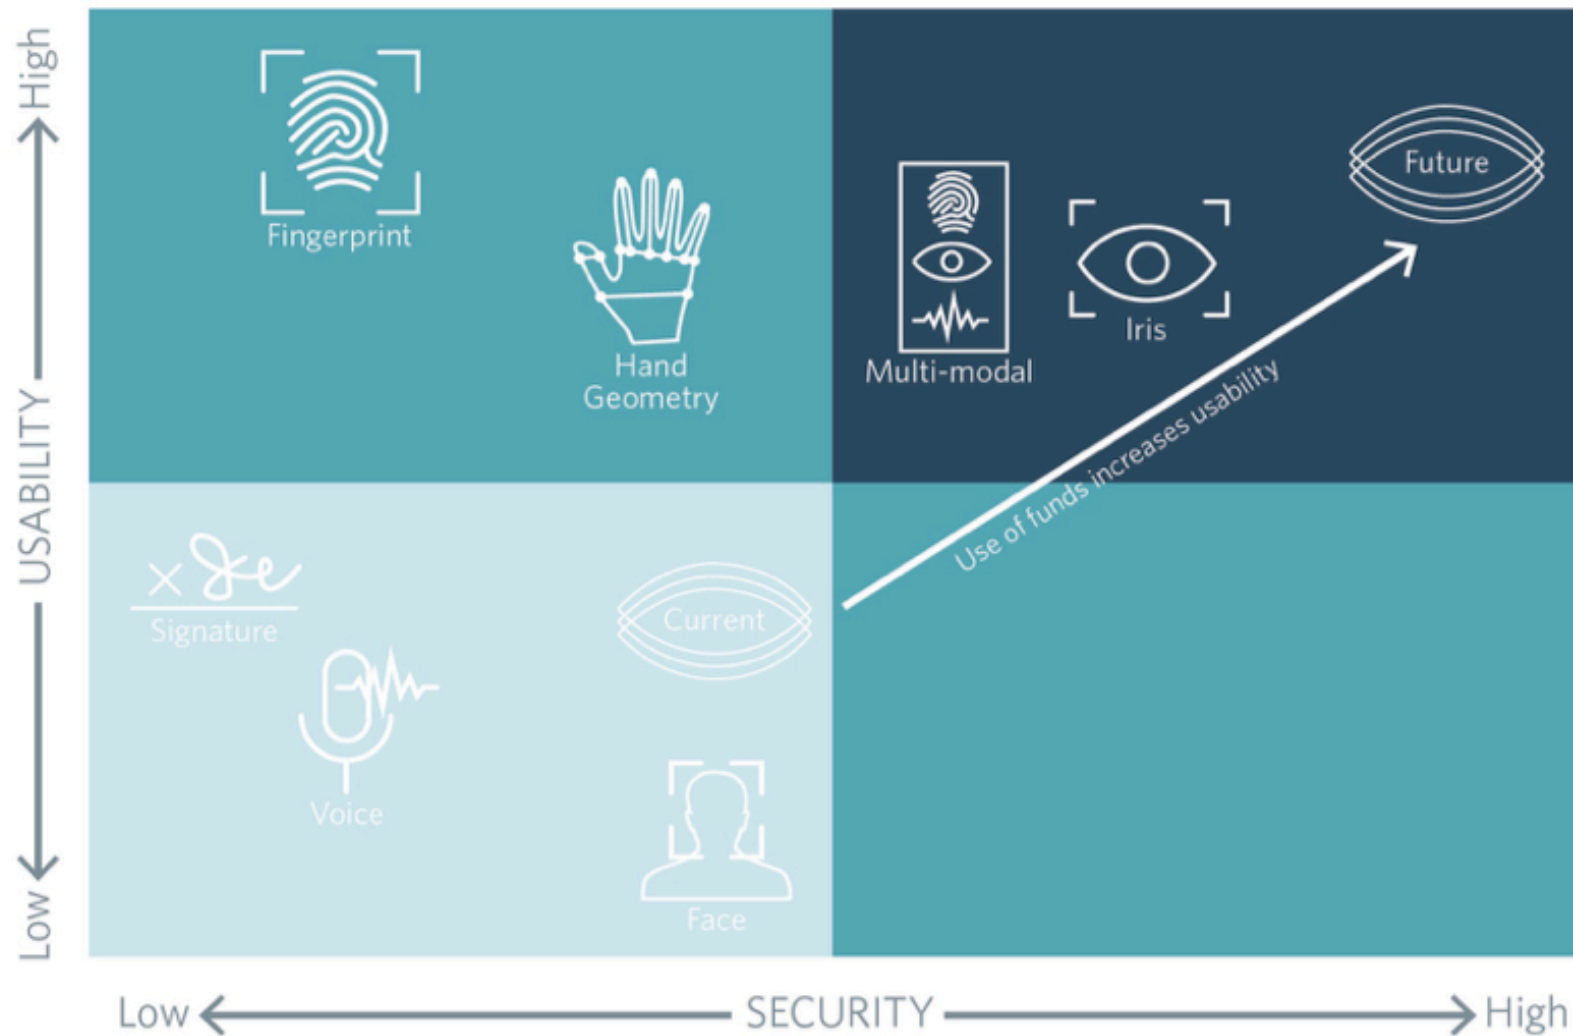 High
USABILITY
Low
Fingerprint
Hand
Geometry
Multi-modal
Iris
Future
Use of funds increases usability
Signature
Voice
Current
Face
Low
SECURITY
High